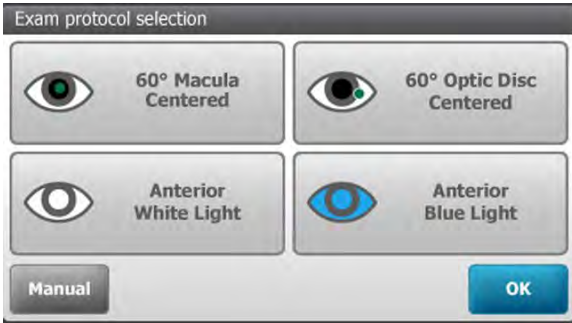 Exam protocol selection
60° Macula
Centered
60° Optic Disc
Centered
Anterior
White Light
Anterior
Blue Light
Manual
OK